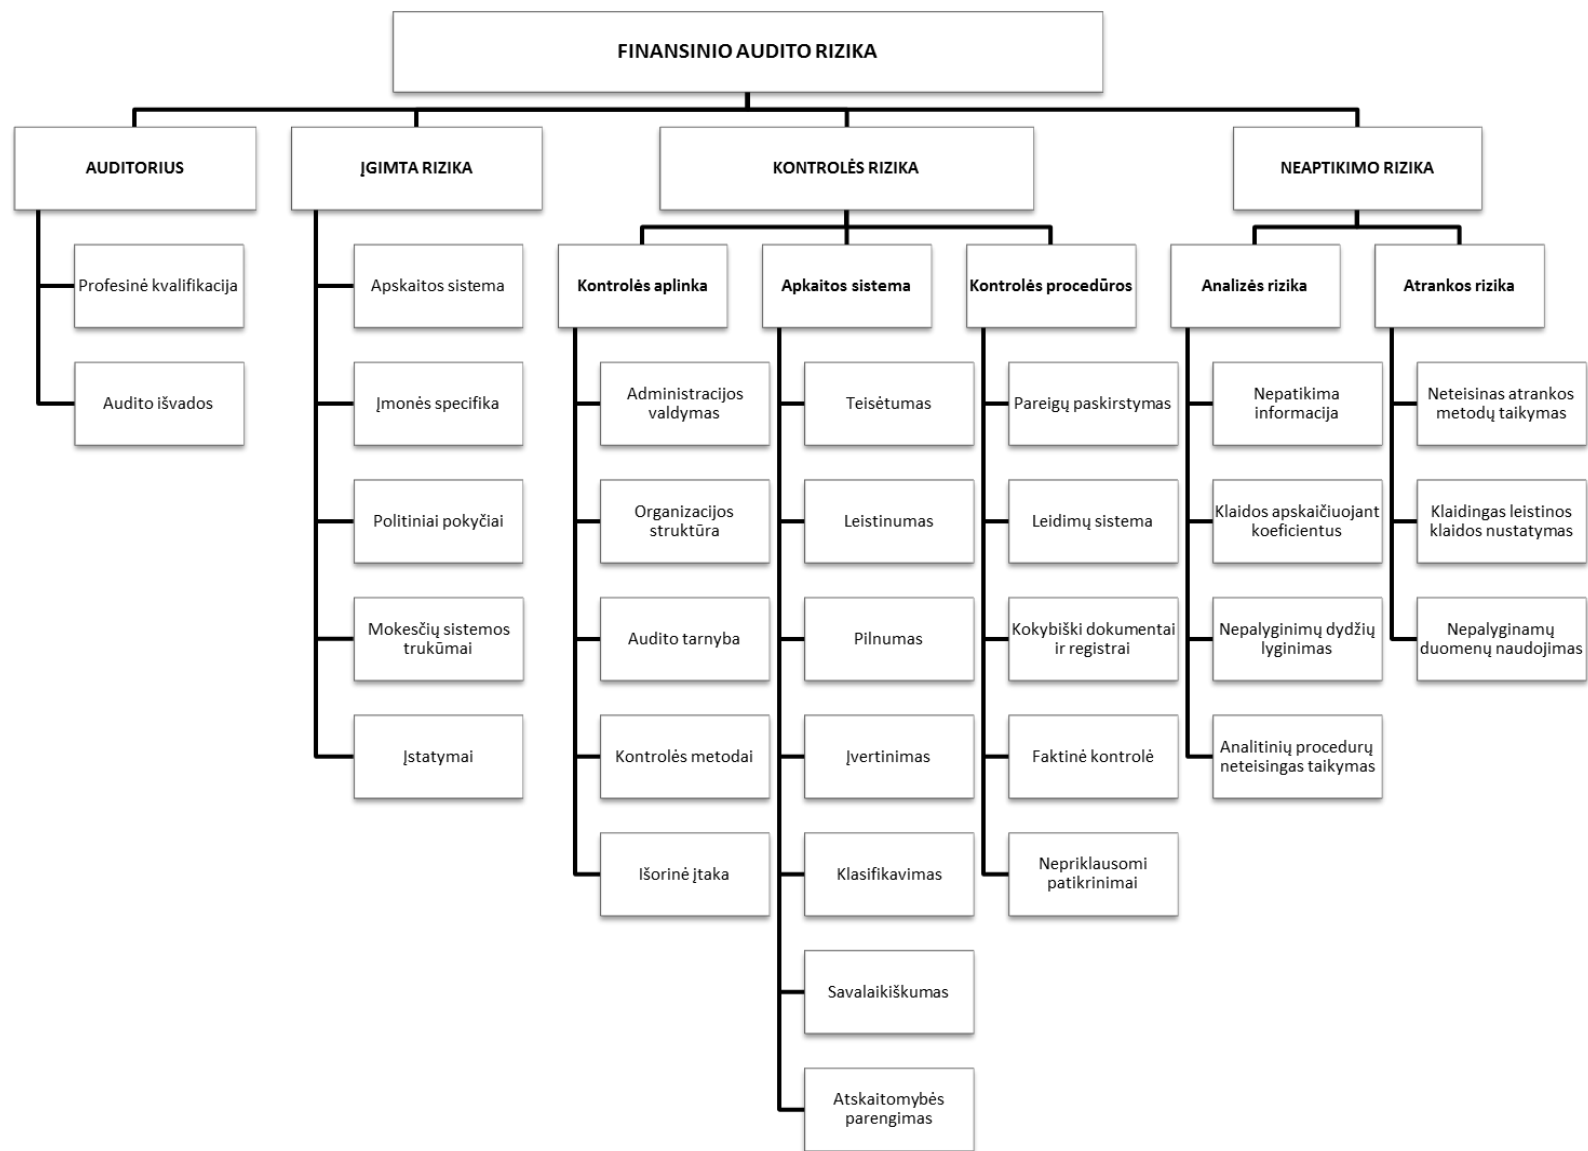 FINANSINIO AUDITO RIZIKA
AUDITORIUS
ĮGIMTA RIZIKA
KONTROLĖS RIZIKA
NEAPTIKIMO RIZIKA
Profesinė kvalifikacija
Apskaitos sistema
Kontrolės aplinka
Apkaitos sistema
Kontrolės procedūros
Analizės rizika
Atrankos rizika
Audito išvados
Įmonės specifika
Administracijos
valdymas
Teisėtumas
Pareigų paskirstymas
Nepatikima
informacija
Neteisinas atrankos
metodų taikymas
Politiniai pokyčiai
Organizacijos
struktūra
Leistinumas
Leidimų sistema
Klaidos apskaičiuojant
koeficientus
Klaidingas leistinos
klaidos nustatymas
Mokesčių sistemos
trukūmai
Audito tarnyba
Pilnumas
Kokybiški dokumentai
ir registrai
Nepalyginimų dydžių
lyginimas
Nepalyginamų
duomenų naudojimas
Įstatymai
Kontrolės metodai
Įvertinimas
Faktinė kontrolė
Analitinių procedurų
neteisingas taikymas
Išorinė įtaka
Klasifikavimas
Nepriklausomi
patikrinimai
Savalaikiškumas
Atskaitomybės
parengimas